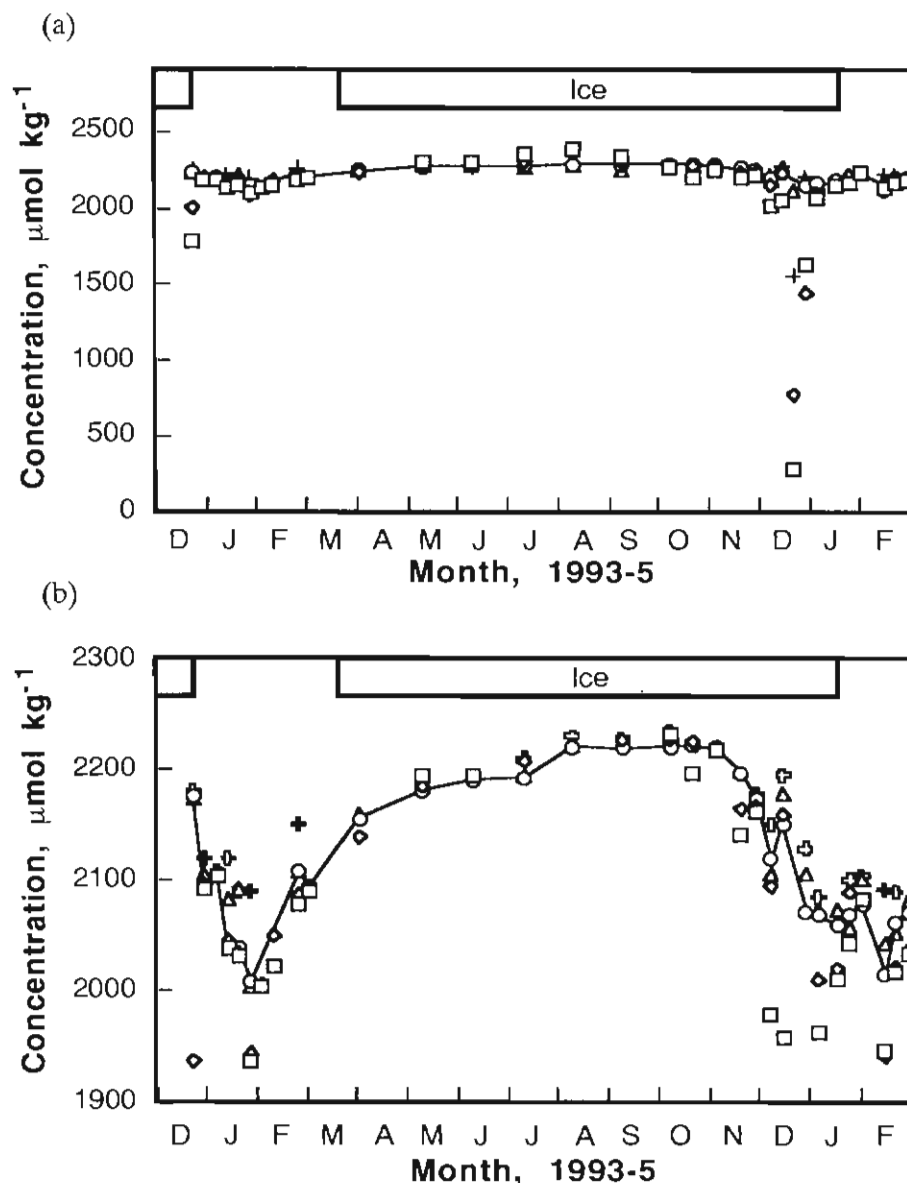 (a)
Ice
Concentration, μmol kg-1
2500
2000
1500
1000
500
0
D J F M A M J J A S O N D J F
Month, 1993-5
(b)
Ice
Concentration, μmol kg-1
2300
2200
2100
2000
1900
D J F M A M J J A S O N D J F
Month, 1993-5